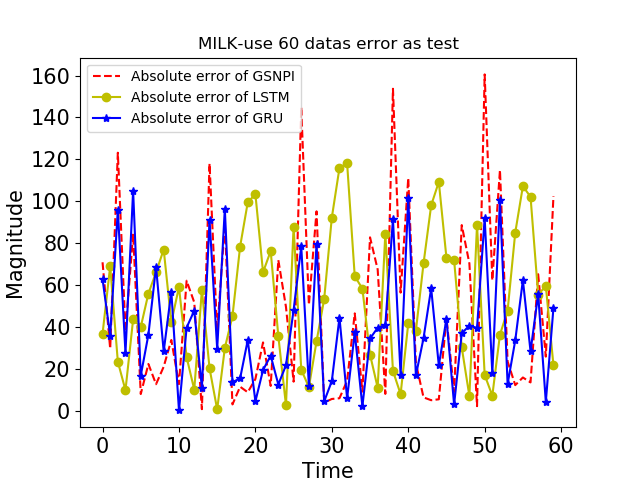 MILK-use 60 datas error as test
Absolute error of GSNPI
Absolute error of LSTM
Absolute error of GRU
Magnitude
160
140
120
100
80
60
40
20
0
0 10 20 30 40 50 60
Time